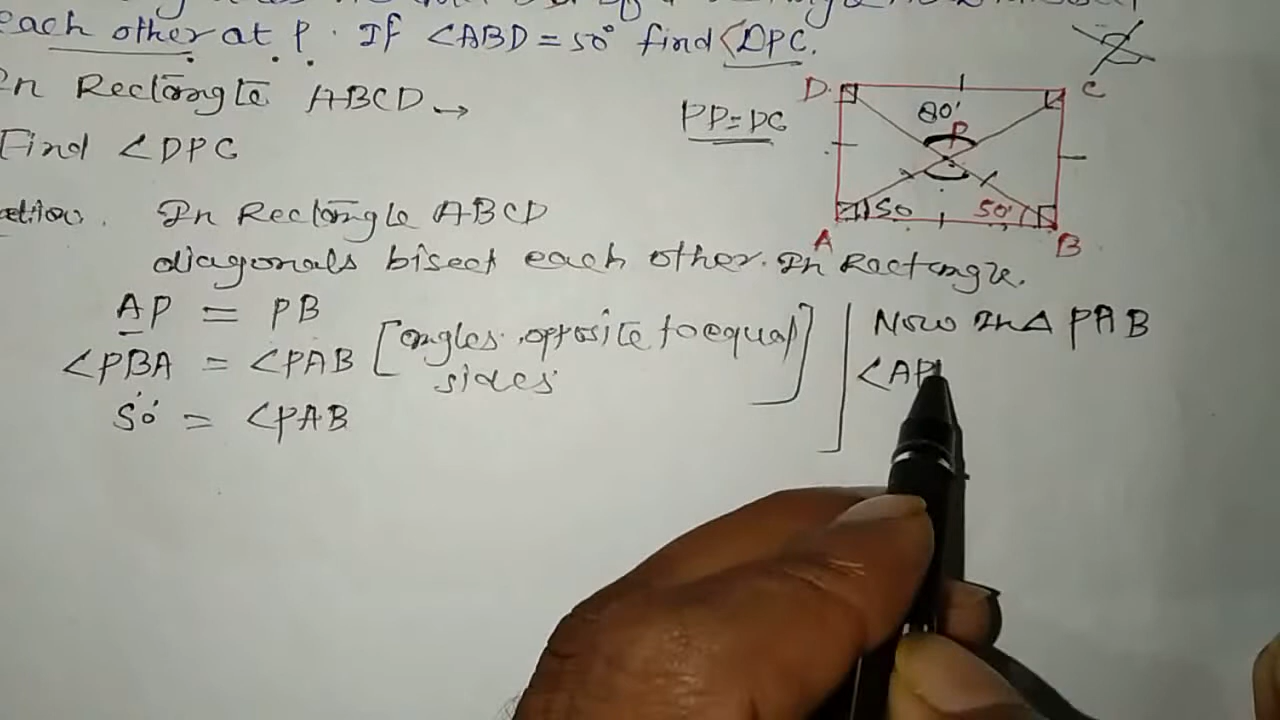 each other at P. If <ABD = 50° find <DPC.
In Rectangle ABCD →
Find <DPC
In Rectangle ABCD
diagonals bisect each other. In Rectangle.
AP = PB
<PBA = <PAB [angles opposite to equal sides]
50° = <PAB
Now In △ PAB
<AP
PP=PC
D
C
80°
P
50
50°
A
B